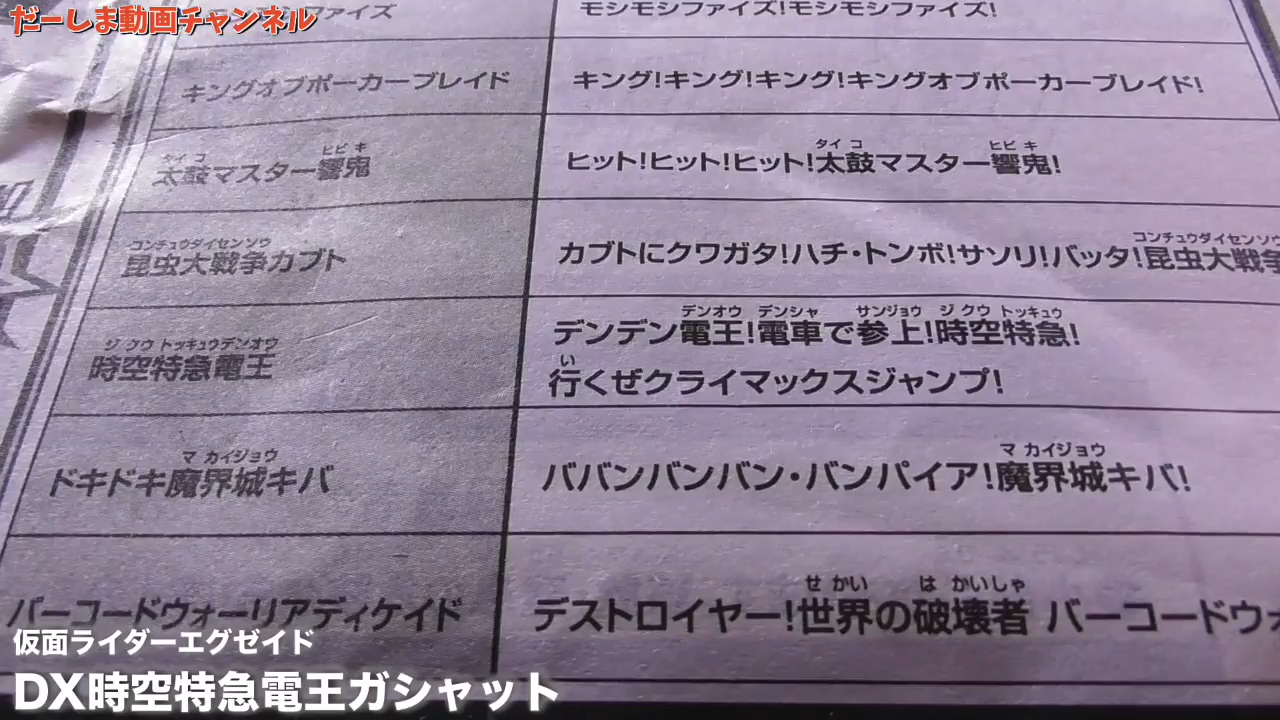 だーしま動画チャンネル
モシモシファイズ!モシモシファイズ!
キングオブポーカーブレイド
キング!キング!キング!キングオブポーカーブレイド!
タイコ ヒビキ
太鼓マスター響鬼
タイコ ヒビキ
ヒット!ヒット!ヒット!太鼓マスター響鬼!
コンチュウダイセンソウ
昆虫大戦争カブト
コンチュウダイセンソウ
カブトにクワガタ!ハチ・トンボ!サソリ!バッタ!昆虫大戦争
ジクウトッキュウデンオウ
時空特急電王
デンオウ デンシャ サンジョウ ジクウトッキュウ
デンデン電王!電車で参上!時空特急!
い
行くぜクライマックスジャンプ!
マカイジョウ
ドキドキ魔界城キバ
マカイジョウ
ババンバンバン・バンパイア!魔界城キバ!
バーコードウォーリアディケイド
せかい はかいしゃ
デストロイヤー!世界の破壊者 バーコードウォ
仮面ライダーエグゼイド
DX時空特急電王ガシャット